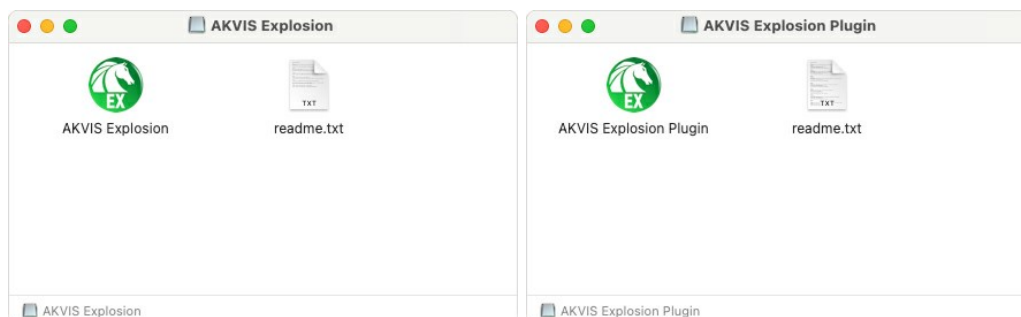 AKVIS Explosion
EX
TXT
AKVIS Explosion
readme.txt
AKVIS Explosion
AKVIS Explosion Plugin
EX
TXT
AKVIS Explosion Plugin
readme.txt
AKVIS Explosion Plugin